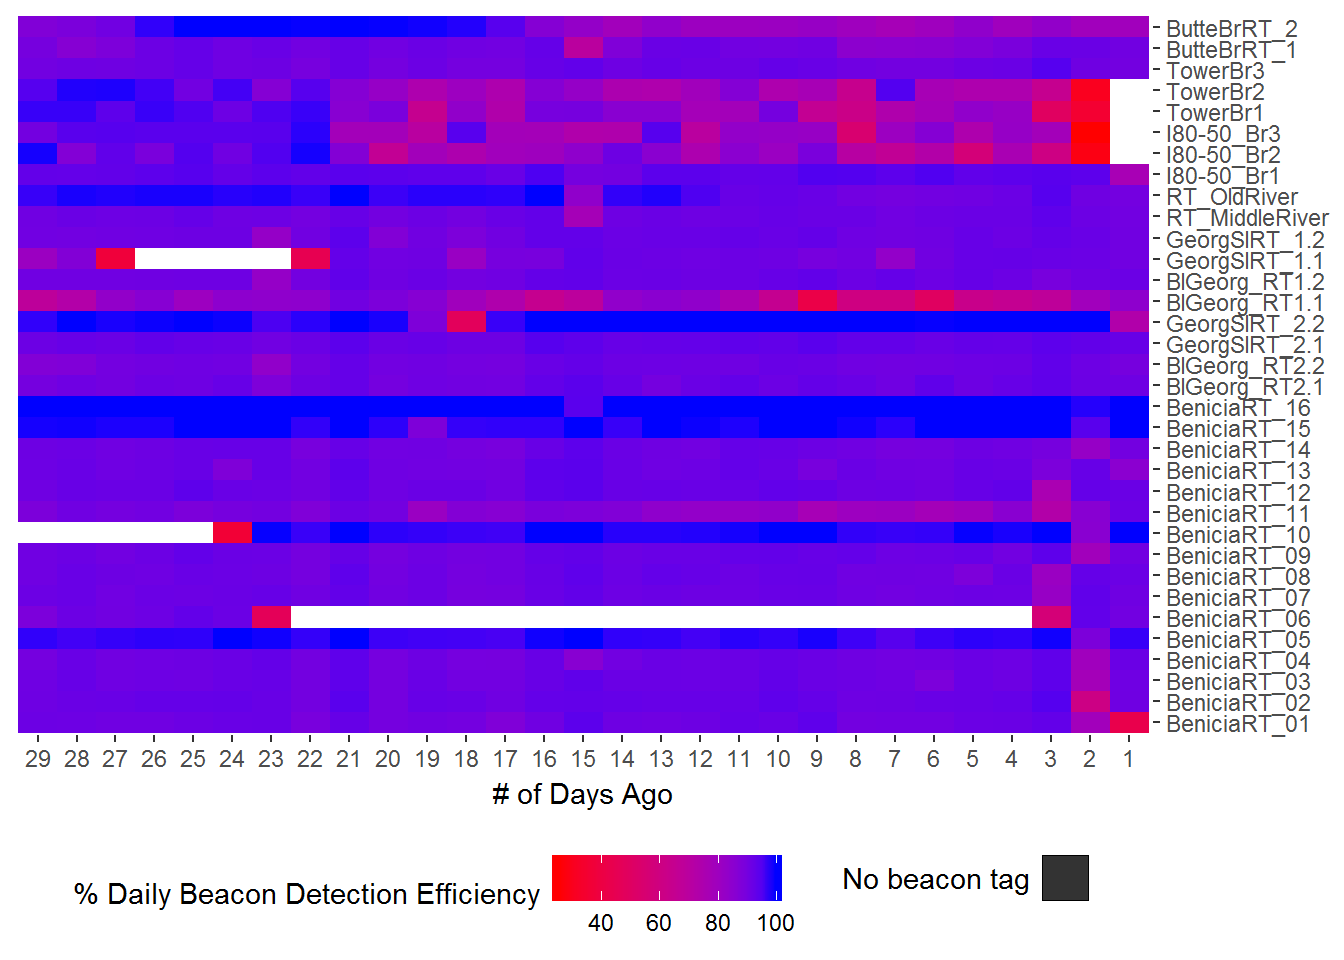 ButteBrRT_2
ButteBrRT_1
TowerBr3
TowerBr2
TowerBr1
I80-50_Br3
I80-50_Br2
I80-50_Br1
RT_OldRiver
RT_MiddleRiver
GeorgSlRT_1.2
GeorgSlRT_1.1
BlGeorg_RT1.2
BlGeorg_RT1.1
GeorgSlRT_2.2
GeorgSlRT_2.1
BlGeorg_RT2.2
BlGeorg_RT2.1
BeniciaRT_16
BeniciaRT_15
BeniciaRT_14
BeniciaRT_13
BeniciaRT_12
BeniciaRT_11
BeniciaRT_10
BeniciaRT_09
BeniciaRT_08
BeniciaRT_07
BeniciaRT_06
BeniciaRT_05
BeniciaRT_04
BeniciaRT_03
BeniciaRT_02
BeniciaRT_01
29 28 27 26 25 24 23 22 21 20 19 18 17 16 15 14 13 12 11 10 9 8 7 6 5 4 3 2 1
# of Days Ago
% Daily Beacon Detection Efficiency
40 60 80 100
No beacon tag